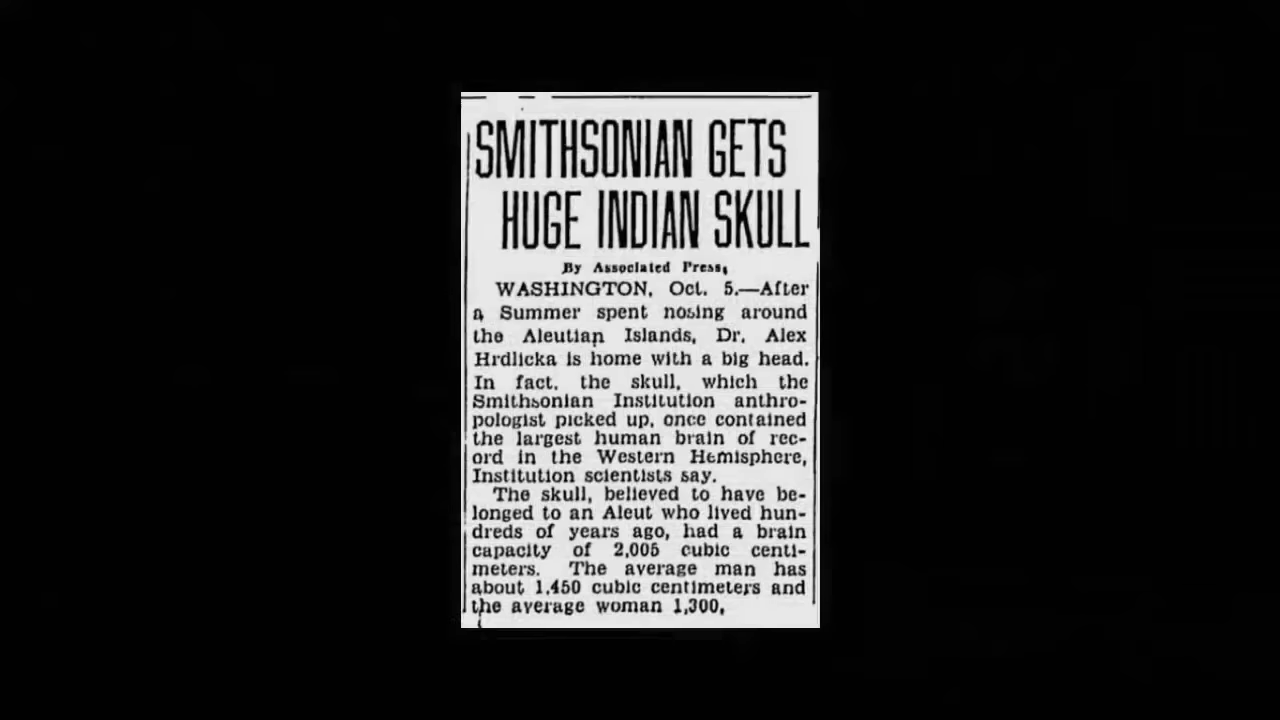 SMITHSONIAN GETS
HUGE INDIAN SKULL
By Associated Press,
WASHINGTON, Oct. 5.—After
a Summer spent nosing around
the Aleutian Islands, Dr. Alex
Hrdlicka is home with a big head.
In fact, the skull, which the
Smithsonian Institution anthro-
pologist picked up, once contained
the largest human brain of rec-
ord in the Western Hemisphere,
Institution scientists say.
The skull, believed to have be-
longed to an Aleut who lived hun-
dreds of years ago, had a brain
capacity of 2,005 cubic centi-
meters. The average man has
about 1,450 cubic centimeters and
the average woman 1,300,